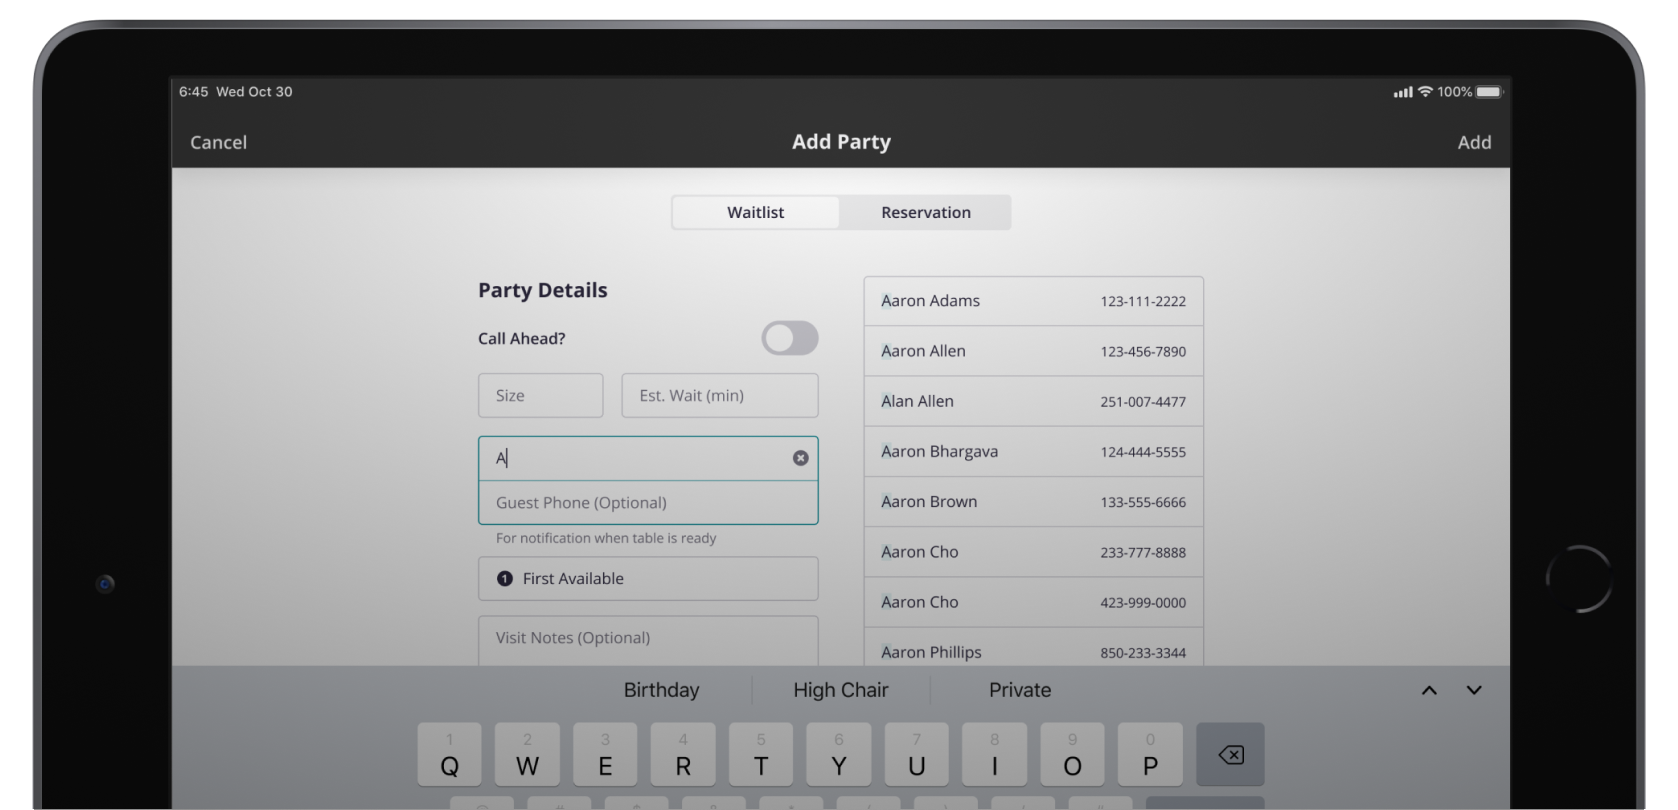 6:45 Wed Oct 30
100%
Cancel
Add Party
Add
Waitlist
Reservation
Party Details
Call Ahead?
Size
Est. Wait (min)
A
Guest Phone (Optional)
For notification when table is ready
1 First Available
Visit Notes (Optional)
Aaron Adams 123-111-2222
Aaron Allen 123-456-7890
Alan Allen 251-007-4477
Aaron Bhargava 124-444-5555
Aaron Brown 133-555-6666
Aaron Cho 233-777-8888
Aaron Cho 423-999-0000
Aaron Phillips 850-233-3344
Birthday
High Chair
Private
1 2 3 4 5 6 7 8 9 0
Q W E R T Y U I O P